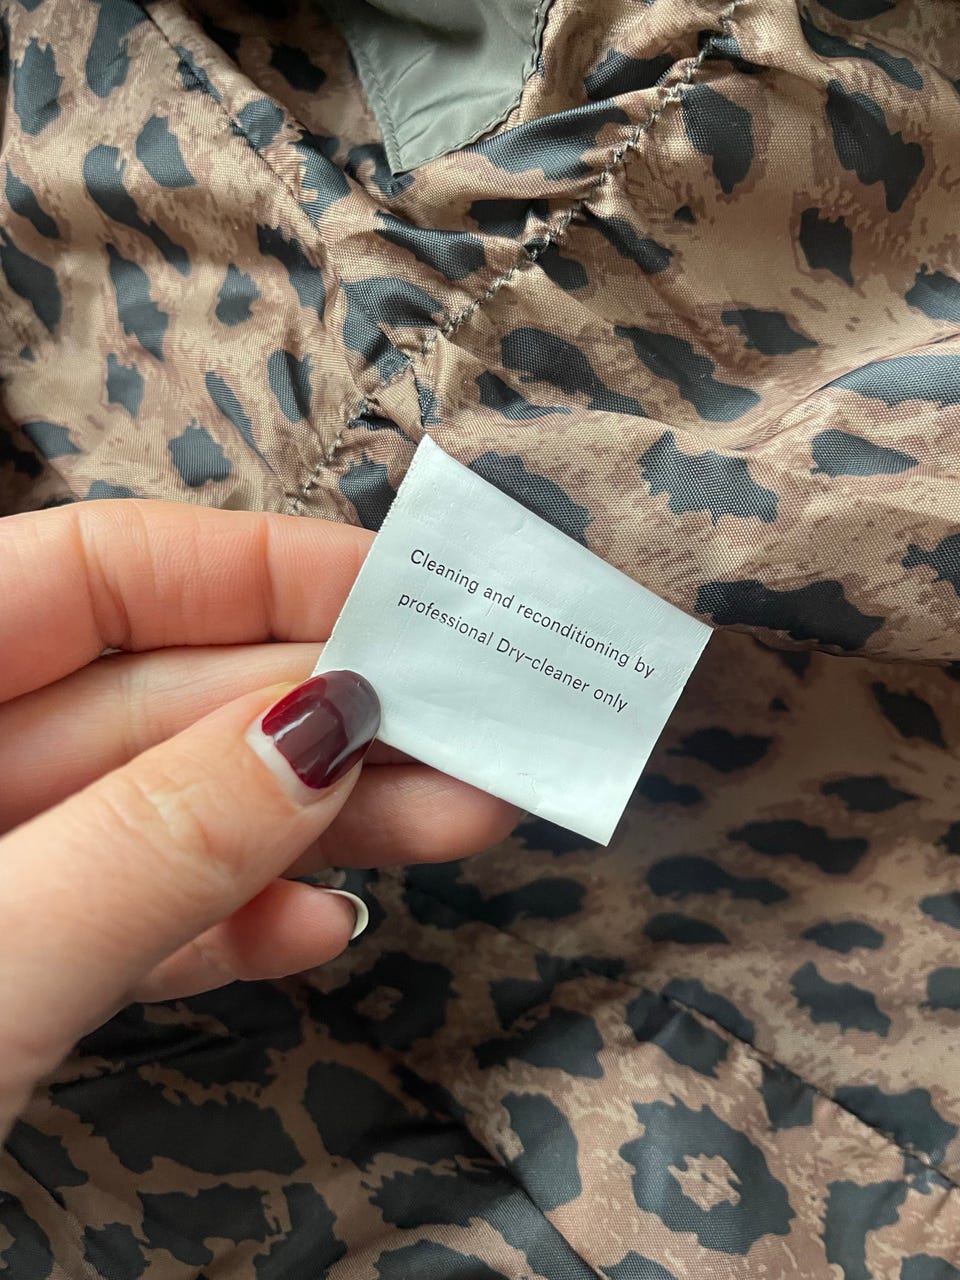 Cleaning and reconditioning by
professional Dry-cleaner only